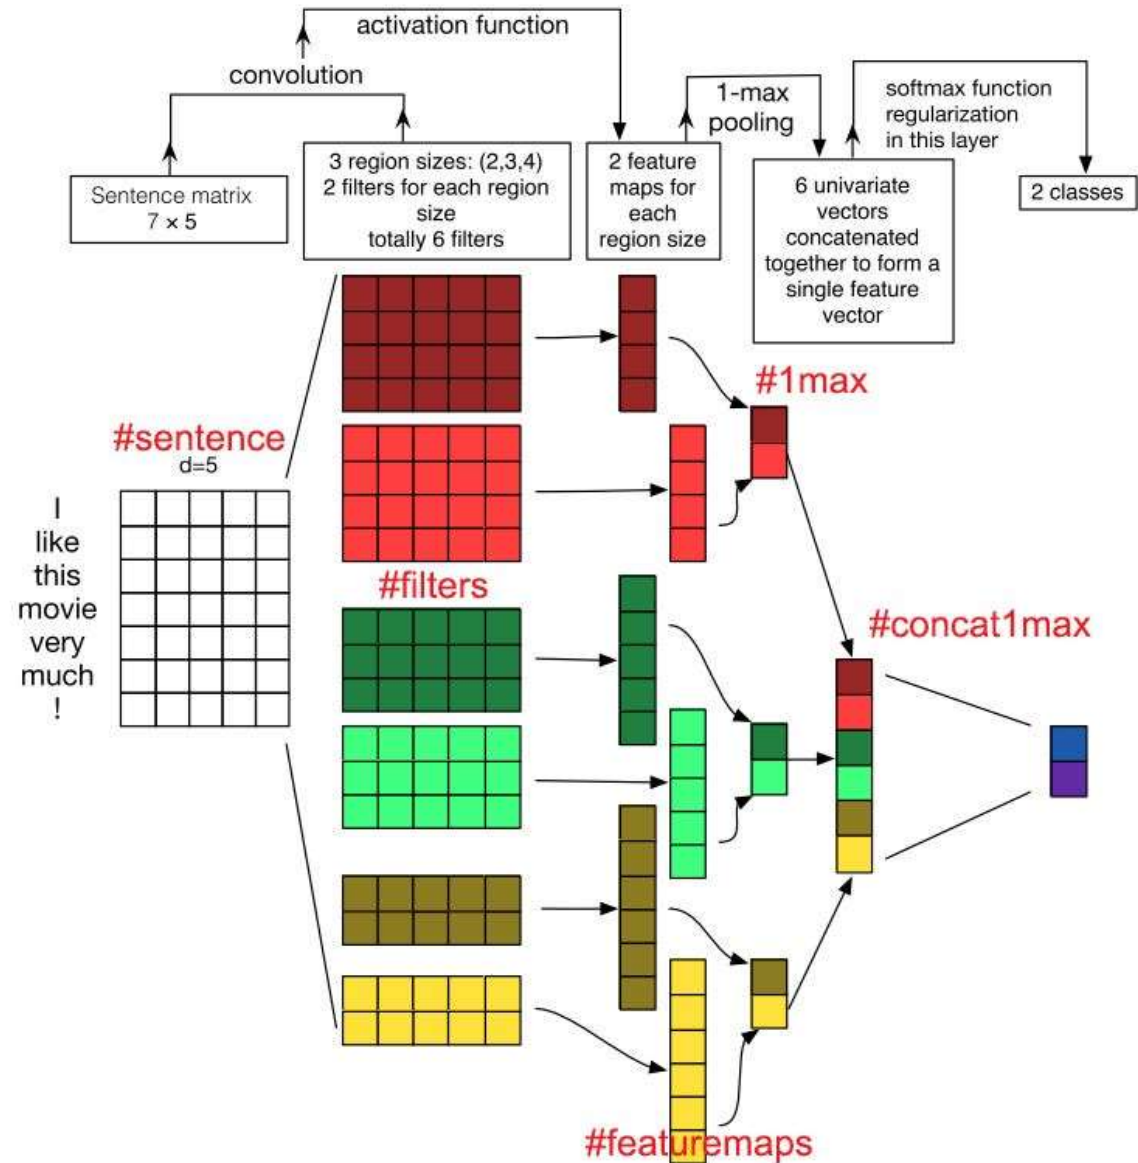 activation function
convolution
1-max
pooling
softmax function
regularization
in this layer
Sentence matrix
7 × 5
3 region sizes: (2,3,4)
2 filters for each region
size
totally 6 filters
2 feature
maps for
each
region size
6 univariate
vectors
concatenated
together to form a
single feature
vector
2 classes
#1max
#sentence
d=5
I
like
this
movie
very
much
!
#filters
#concat1max
#featuremaps